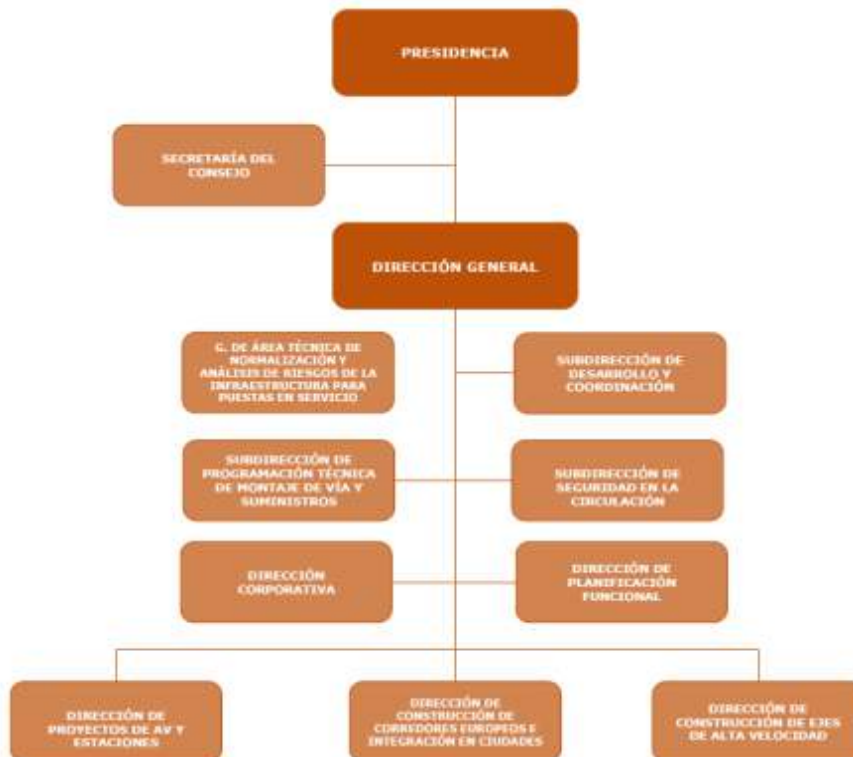 PRESIDENCIA
SECRETARÍA DEL
CONSEJO
DIRECCIÓN GENERAL
G. DE ÁREA TÉCNICA DE
NORMALIZACIÓN Y
ANÁLISIS DE RIESGOS DE LA
INFRAESTRUCTURA PARA
PUESTAS EN SERVICIO
SUBDIRECCIÓN DE
DESARROLLO Y
COORDINACIÓN
SUBDIRECCIÓN DE
PROGRAMACIÓN TÉCNICA
DE MONTAJE DE VÍA Y
SUMINISTROS
SUBDIRECCIÓN DE
SEGURIDAD EN LA
CIRCULACIÓN
DIRECCIÓN
CORPORATIVA
DIRECCIÓN DE
PLANIFICACIÓN
FUNCIONAL
DIRECCIÓN DE
PROYECTOS DE AV Y
ESTACIONES
DIRECCIÓN DE
CONSTRUCCIÓN DE
CORREDORES EUROPEOS E
INTEGRACIÓN EN CIUDADES
DIRECCIÓN DE
CONSTRUCCIÓN DE EJES
DE ALTA VELOCIDAD